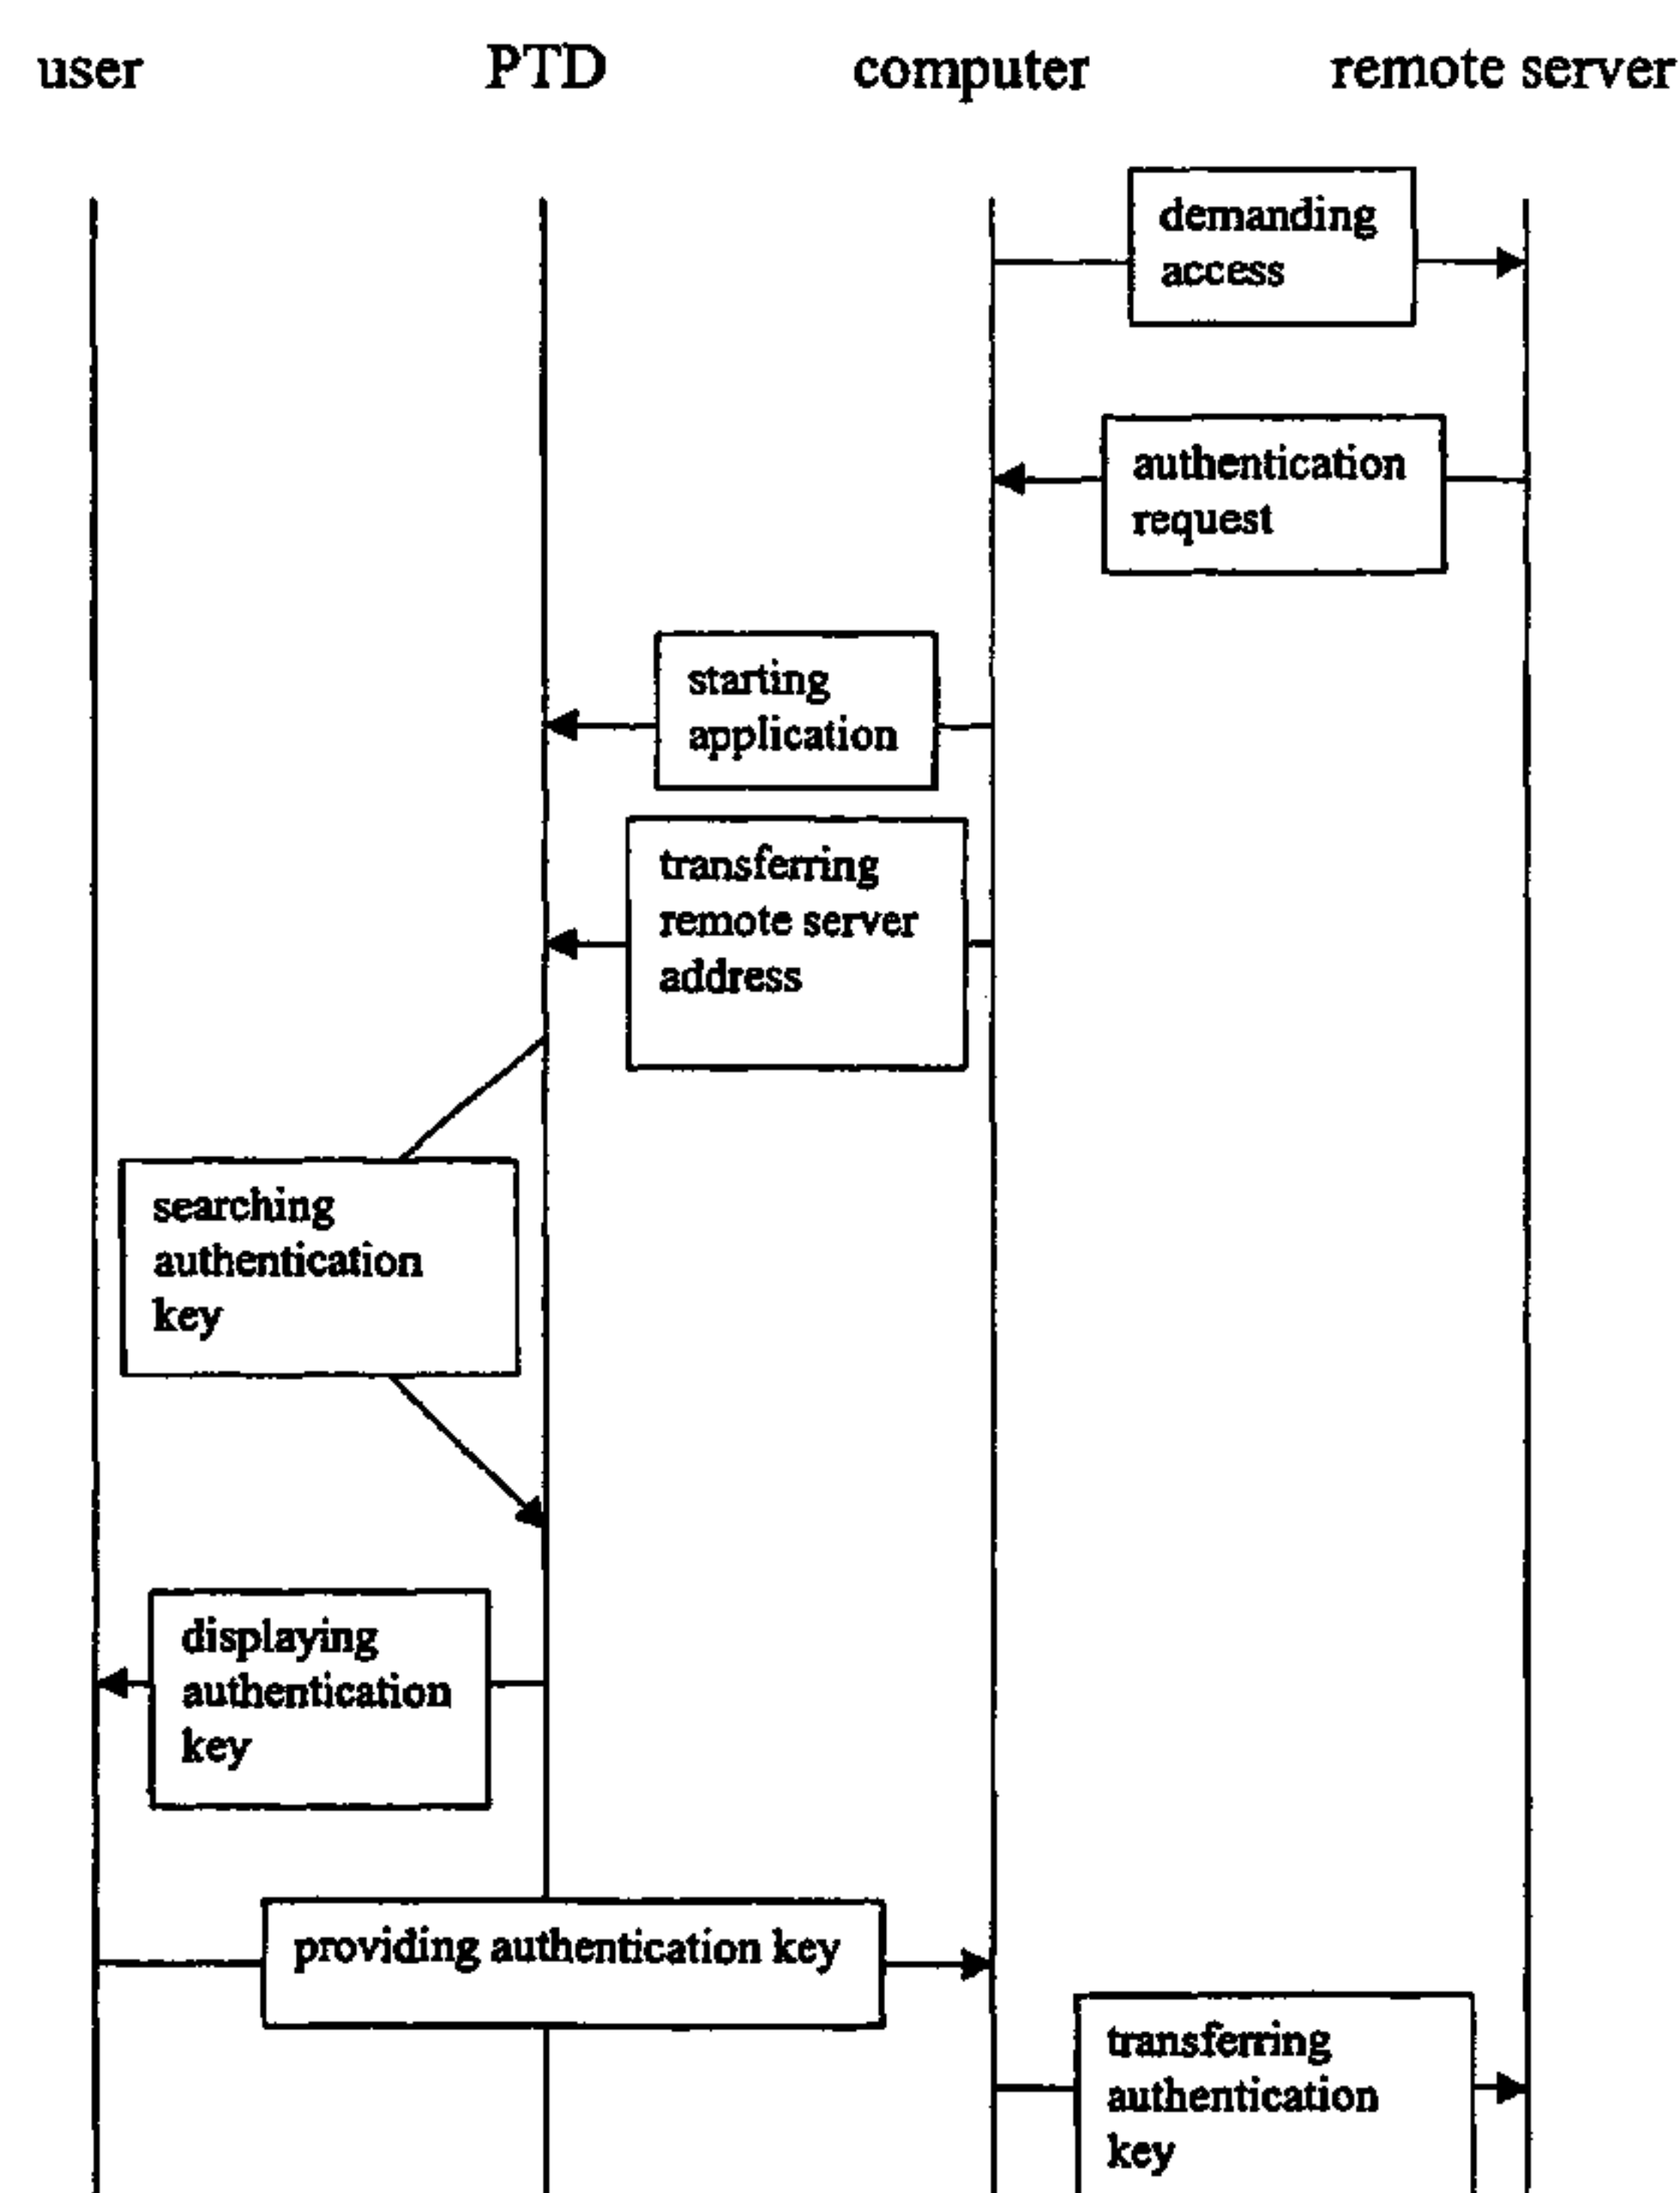 user PTD computer remote server
demanding
access
authentication
request
starting
application
transferring
remote server
address
searching
authentication
key
displaying
authentication
key
providing authentication key
transferring
authentication
key